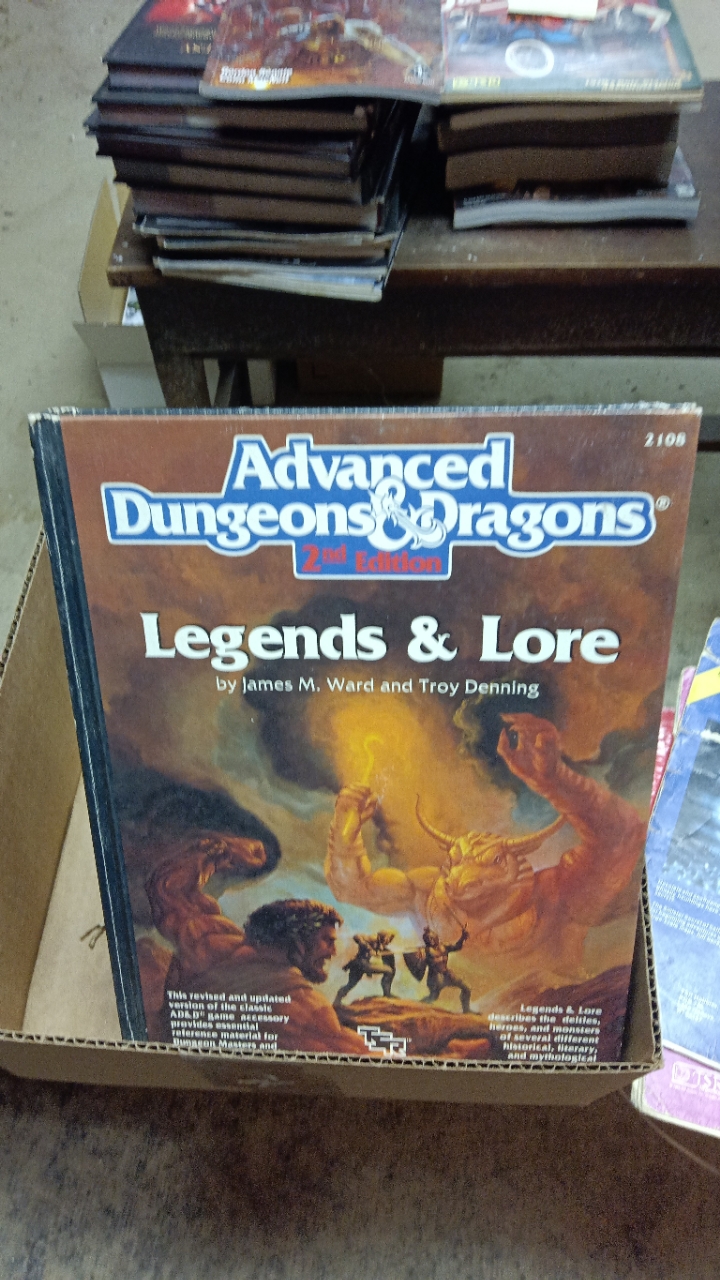 2108
Advanced
Dungeons & Dragons®
2nd Edition
Legends & Lore
by James M. Ward and Troy Denning
This revised and updated
version of the classic
AD&D® game accessory
provides essential
reference material for
Dungeon Masters and
Legends & Lore
describes the deities,
heroes, and monsters
of several different
historical, literary,
and mythological
TSR